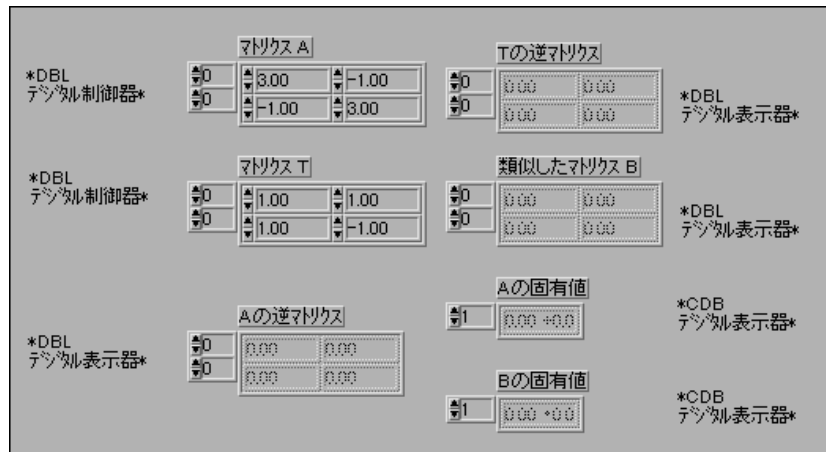 マトリクス A
*DBL
デジタル制御器*
0
0
3.00 -1.00
-1.00 3.00
Tの逆マトリクス
0
0
0.00 0.00
0.00 0.00
*DBL
デジタル表示器*
マトリクス T
*DBL
デジタル制御器*
0
0
1.00 1.00
1.00 -1.00
類似したマトリクス B
0
0
0.00 0.00
0.00 0.00
*DBL
デジタル表示器*
Aの逆マトリクス
*DBL
デジタル表示器*
0
0
0.00 0.00
0.00 0.00
Aの固有値
1
0.00 +0.0
*CDB
デジタル表示器*
Bの固有値
1
0.00 +0.0
*CDB
デジタル表示器*